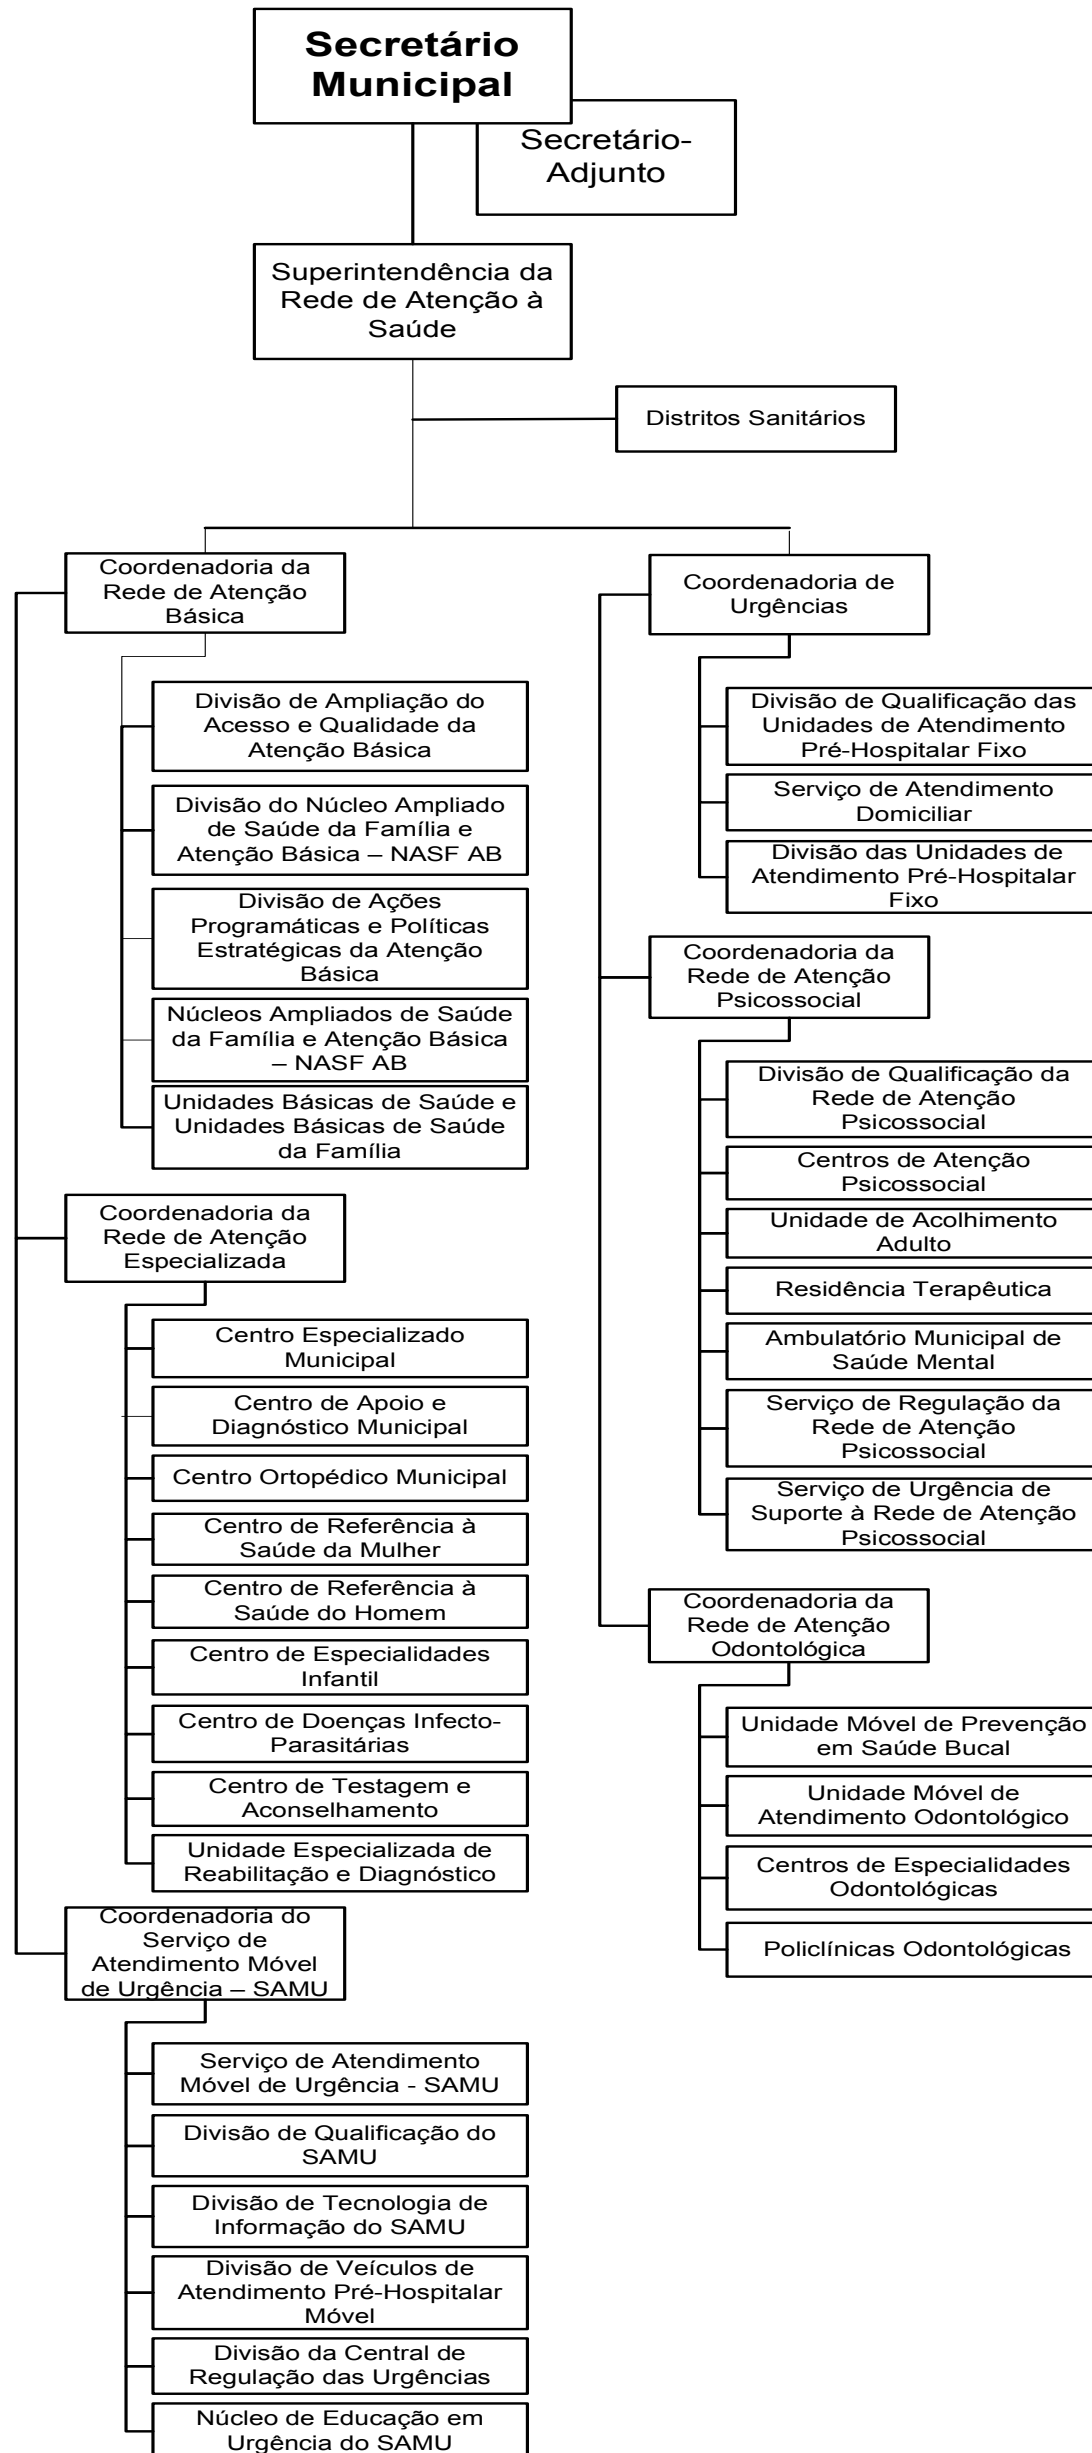 Secretário
Municipal
Secretário-
Adjunto
Superintendência da
Rede de Atenção à
Saúde
Distritos Sanitários
Coordenadoria da
Rede de Atenção
Básica
Divisão de Ampliação do
Acesso e Qualidade da
Atenção Básica
Divisão do Núcleo Ampliado
de Saúde da Família e
Atenção Básica – NASF AB
Divisão de Ações
Programáticas e Políticas
Estratégicas da Atenção
Básica
Núcleos Ampliados de Saúde
da Família e Atenção Básica
– NASF AB
Unidades Básicas de Saúde e
Unidades Básicas de Saúde
da Família
Coordenadoria da
Rede de Atenção
Especializada
Centro Especializado
Municipal
Centro de Apoio e
Diagnóstico Municipal
Centro Ortopédico Municipal
Centro de Referência à
Saúde da Mulher
Centro de Referência à
Saúde do Homem
Centro de Especialidades
Infantil
Centro de Doenças Infecto-
Parasitárias
Centro de Testagem e
Aconselhamento
Unidade Especializada de
Reabilitação e Diagnóstico
Coordenadoria do
Serviço de
Atendimento Móvel
de Urgência – SAMU
Serviço de Atendimento
Móvel de Urgência - SAMU
Divisão de Qualificação do
SAMU
Divisão de Tecnologia de
Informação do SAMU
Divisão de Veículos de
Atendimento Pré-Hospitalar
Móvel
Divisão da Central de
Regulação das Urgências
Núcleo de Educação em
Urgência do SAMU
Coordenadoria de
Urgências
Divisão de Qualificação das
Unidades de Atendimento
Pré-Hospitalar Fixo
Serviço de Atendimento
Domiciliar
Divisão das Unidades de
Atendimento Pré-Hospitalar
Fixo
Coordenadoria da
Rede de Atenção
Psicossocial
Divisão de Qualificação da
Rede de Atenção
Psicossocial
Centros de Atenção
Psicossocial
Unidade de Acolhimento
Adulto
Residência Terapêutica
Ambulatório Municipal de
Saúde Mental
Serviço de Regulação da
Rede de Atenção
Psicossocial
Serviço de Urgência de
Suporte à Rede de Atenção
Psicossocial
Coordenadoria da
Rede de Atenção
Odontológica
Unidade Móvel de Prevenção
em Saúde Bucal
Unidade Móvel de
Atendimento Odontológico
Centros de Especialidades
Odontológicas
Policlínicas Odontológicas